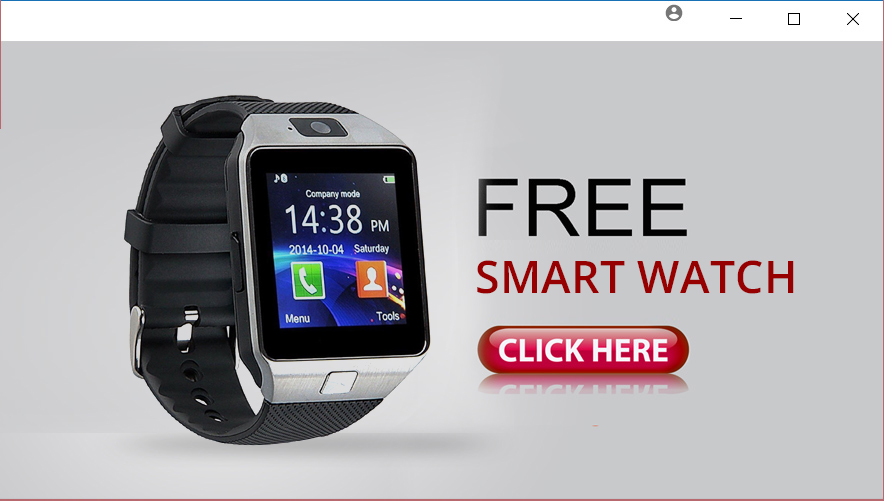 Company mode
14:38 PM
2014-10-04 Saturday
Menu Tools
FREE
SMART WATCH
CLICK HERE